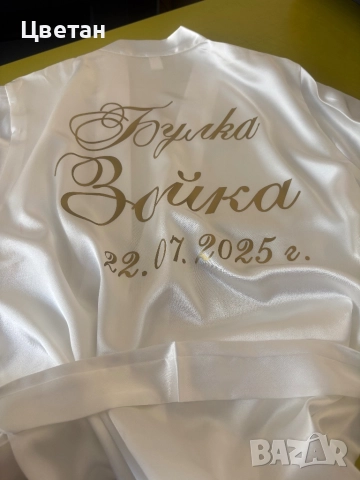 Цветан
Булка
Зойка
22.07.2025 г.
BAZAR